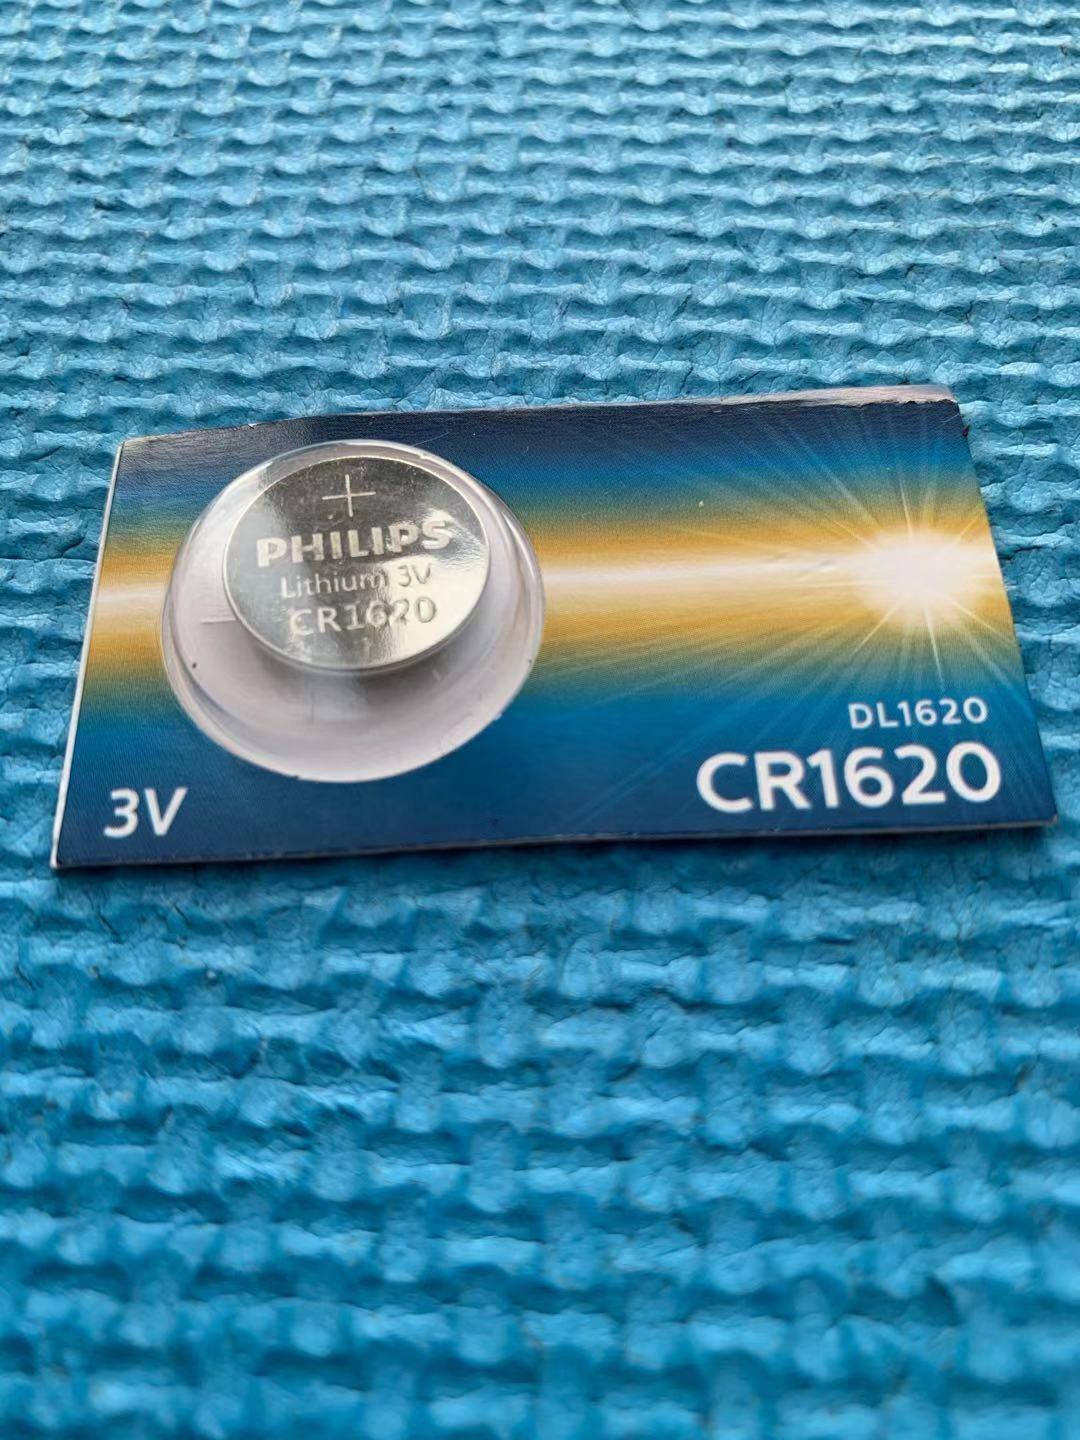 +
PHILIPS
Lithium 3V
CR1620
DL1620
CR1620
3V